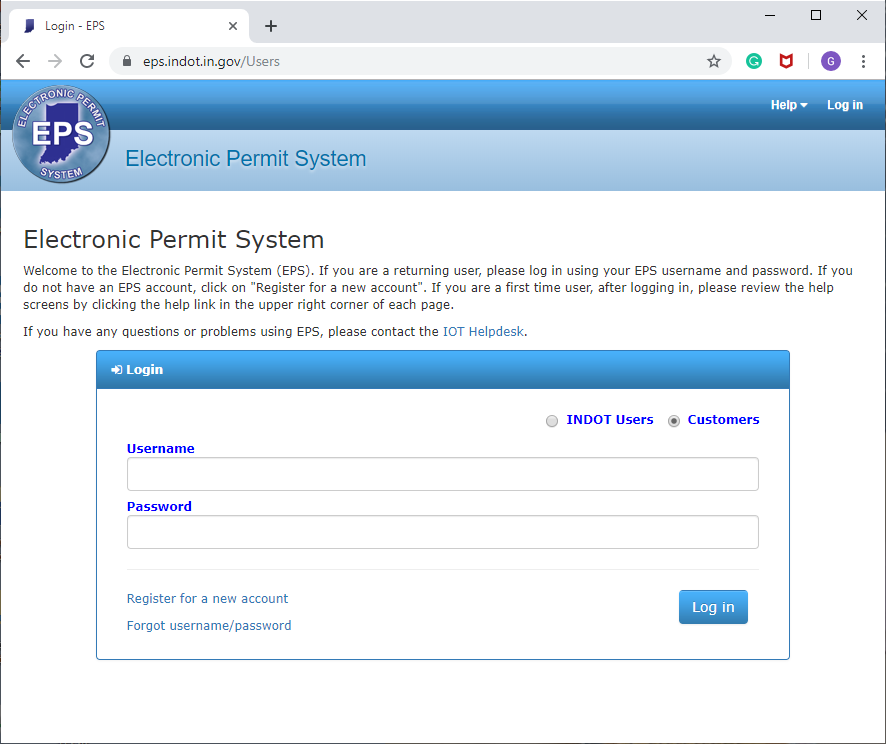 Login - EPS
eps.indot.in.gov/Users
G
G
ELECTRONIC PERMIT
EPS
SYSTEM
Help
Log in
Electronic Permit System
Electronic Permit System
Welcome to the Electronic Permit System (EPS). If you are a returning user, please log in using your EPS username and password. If you
do not have an EPS account, click on "Register for a new account". If you are a first time user, after logging in, please review the help
screens by clicking the help link in the upper right corner of each page.
If you have any questions or problems using EPS, please contact the IOT Helpdesk.
Login
INDOT Users
Customers
Username
Password
Register for a new account
Log in
Forgot username/password